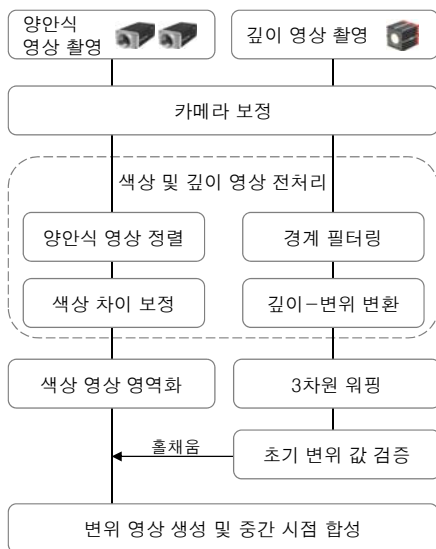 양안식
영상 촬영
깊이 영상 촬영
카메라 보정
색상 및 깊이 영상 전처리
양안식 영상 정렬
경계 필터링
색상 차이 보정
깊이-변위 변환
색상 영상 영역화
3차원 워핑
홀채움
초기 변위 값 검증
변위 영상 생성 및 중간 시점 합성